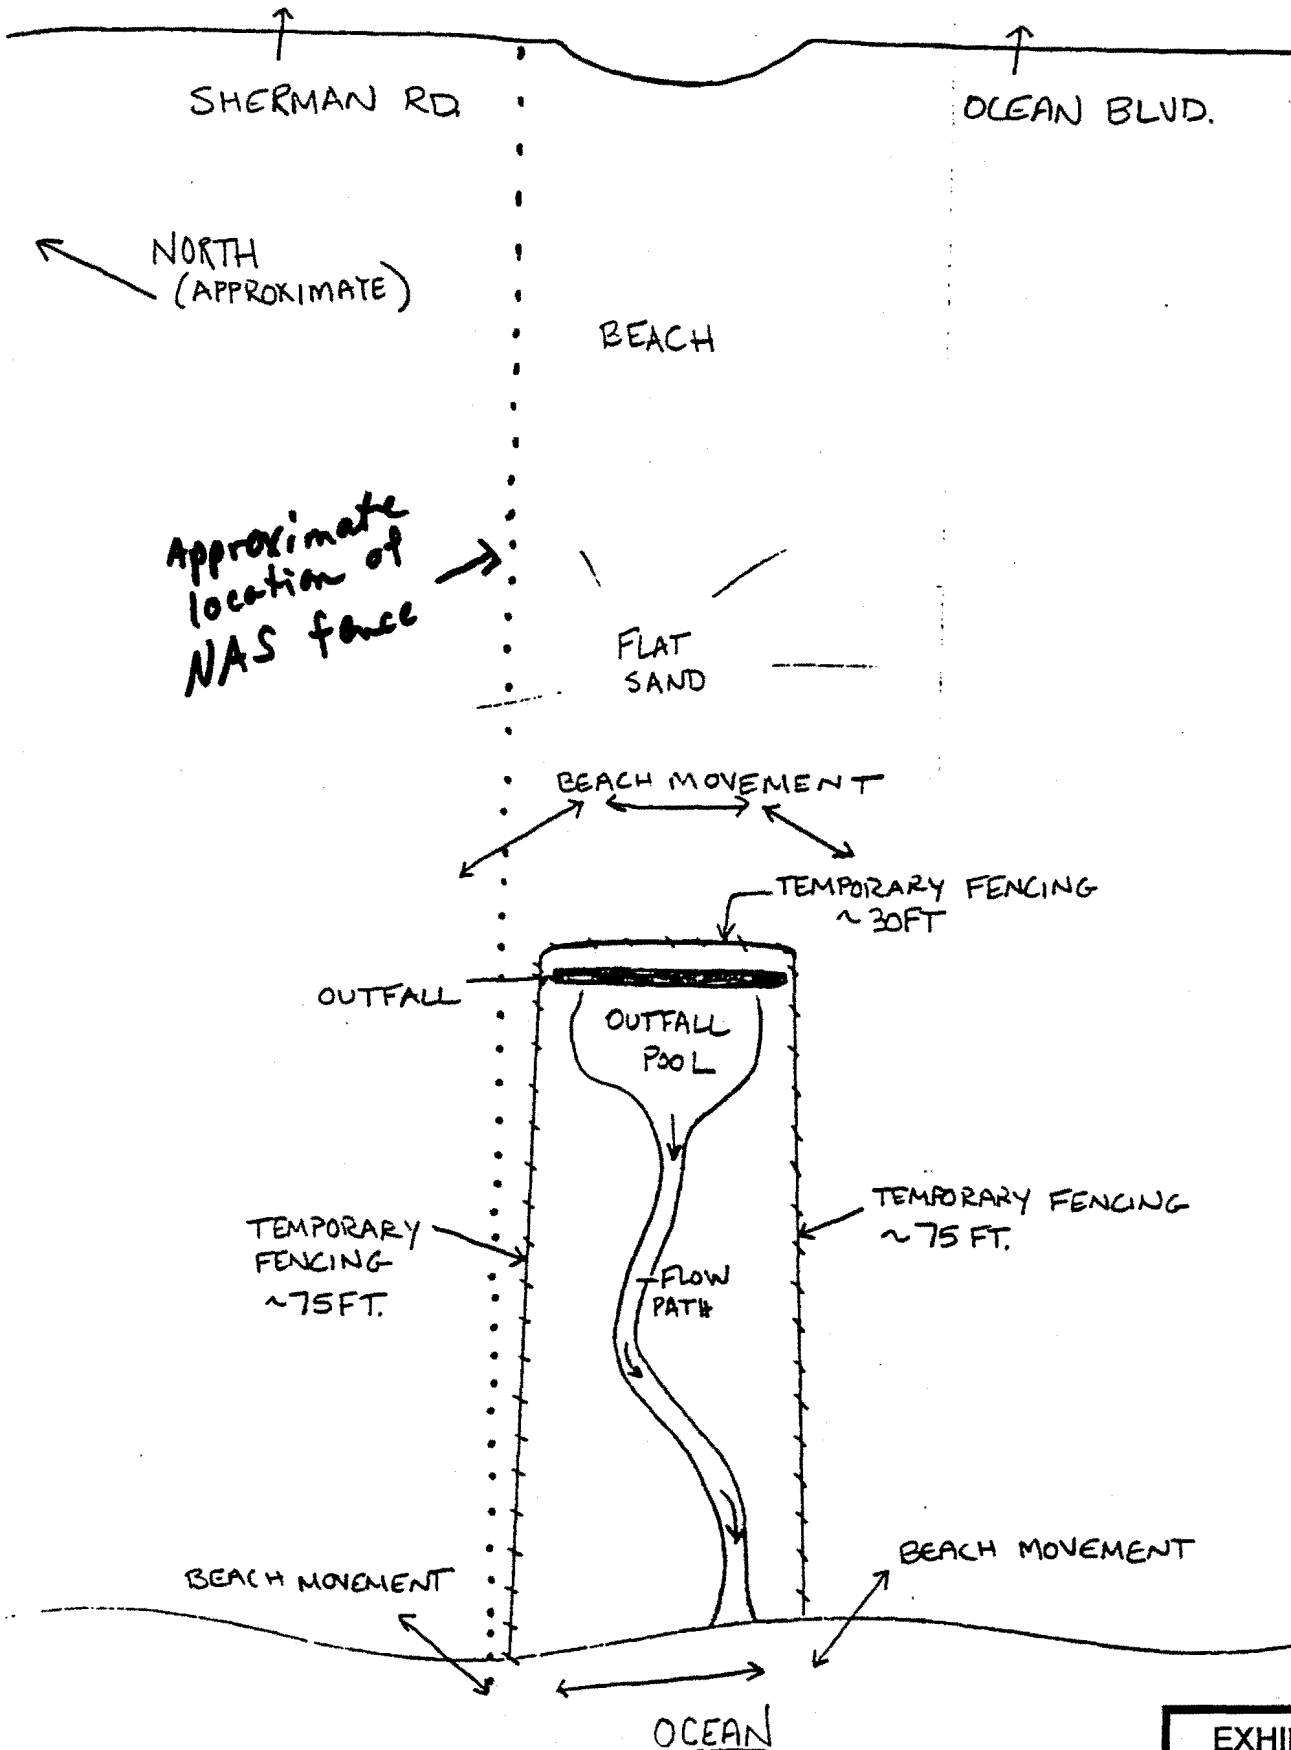 SHERMAN RD.
OCEAN BLVD.
NORTH
(APPROXIMATE)
BEACH
Approximate
location of
NAS fence
FLAT
SAND
BEACH MOVEMENT
TEMPORARY FENCING
~30FT
OUTFALL
OUTFALL
POOL
TEMPORARY
FENCING
~75FT.
TEMPORARY FENCING
~75 FT.
FLOW
PATH
BEACH MOVEMENT
BEACH MOVEMENT
OCEAN